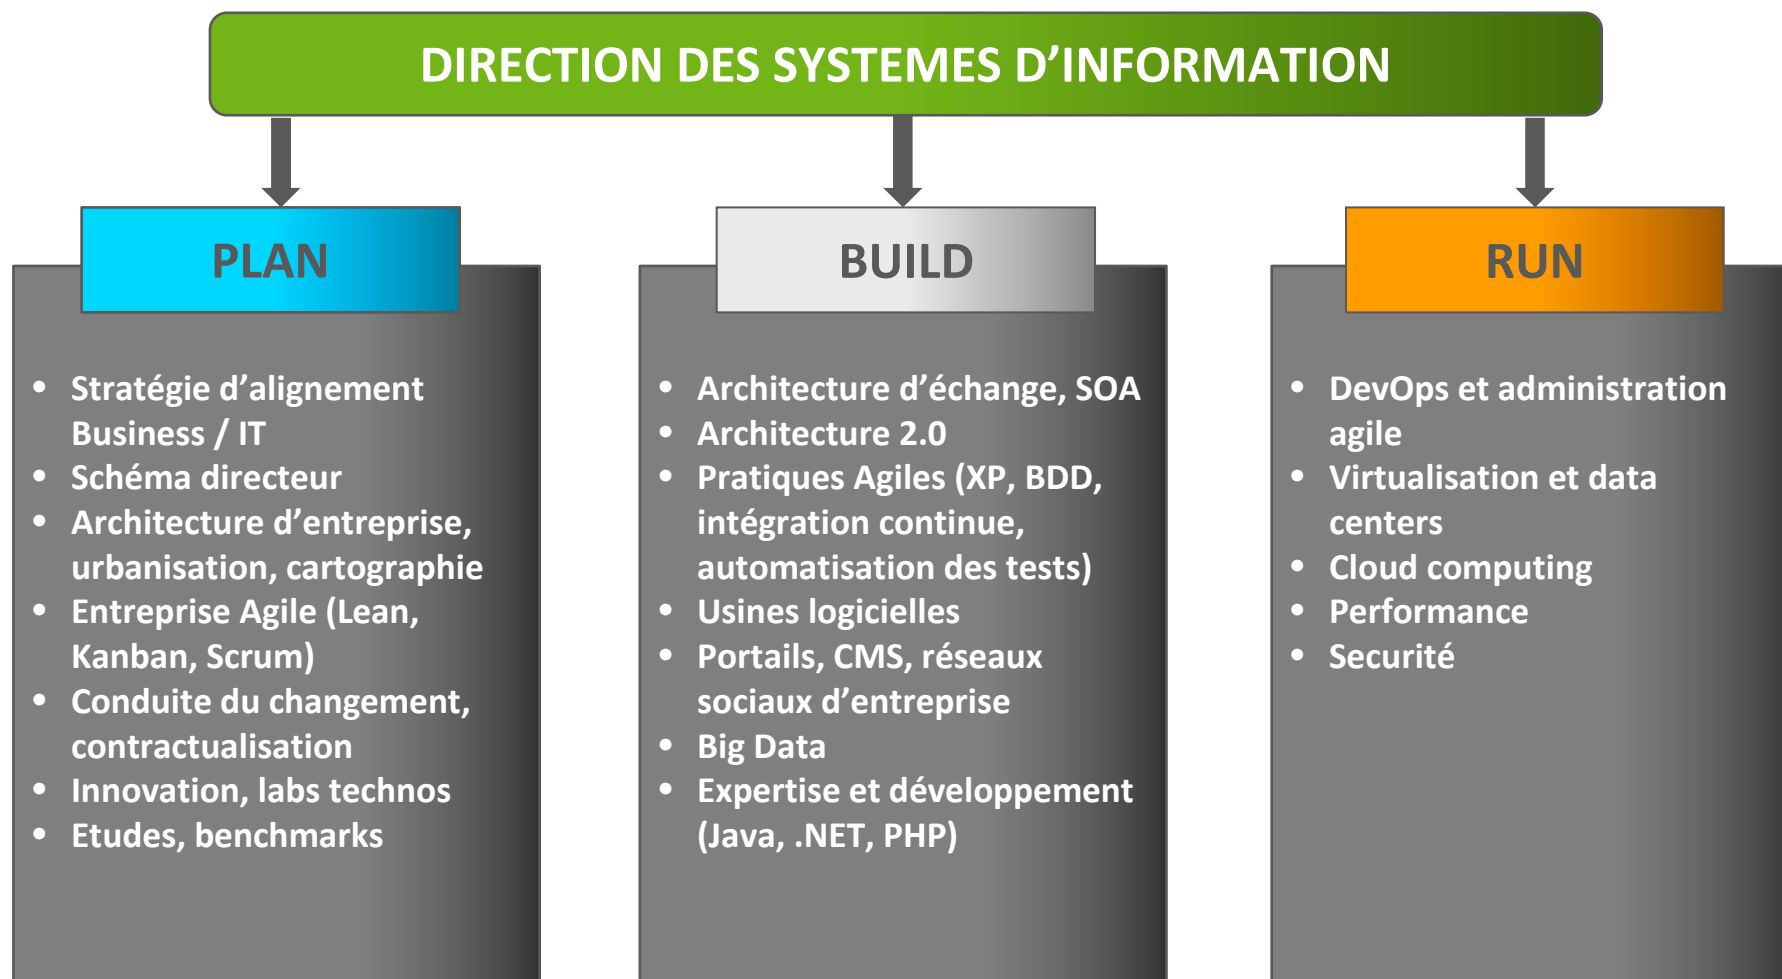 DIRECTION DES SYSTEMES D’INFORMATION
PLAN
• Stratégie d’alignement
Business / IT
• Schéma directeur
• Architecture d’entreprise,
urbanisation, cartographie
• Entreprise Agile (Lean,
Kanban, Scrum)
• Conduite du changement,
contractualisation
• Innovation, labs technos
• Etudes, benchmarks
BUILD
• Architecture d’échange, SOA
• Architecture 2.0
• Pratiques Agiles (XP, BDD,
intégration continue,
automatisation des tests)
• Usines logicielles
• Portails, CMS, réseaux
sociaux d’entreprise
• Big Data
• Expertise et développement
(Java, .NET, PHP)
RUN
• DevOps et administration
agile
• Virtualisation et data
centers
• Cloud computing
• Performance
• Securité